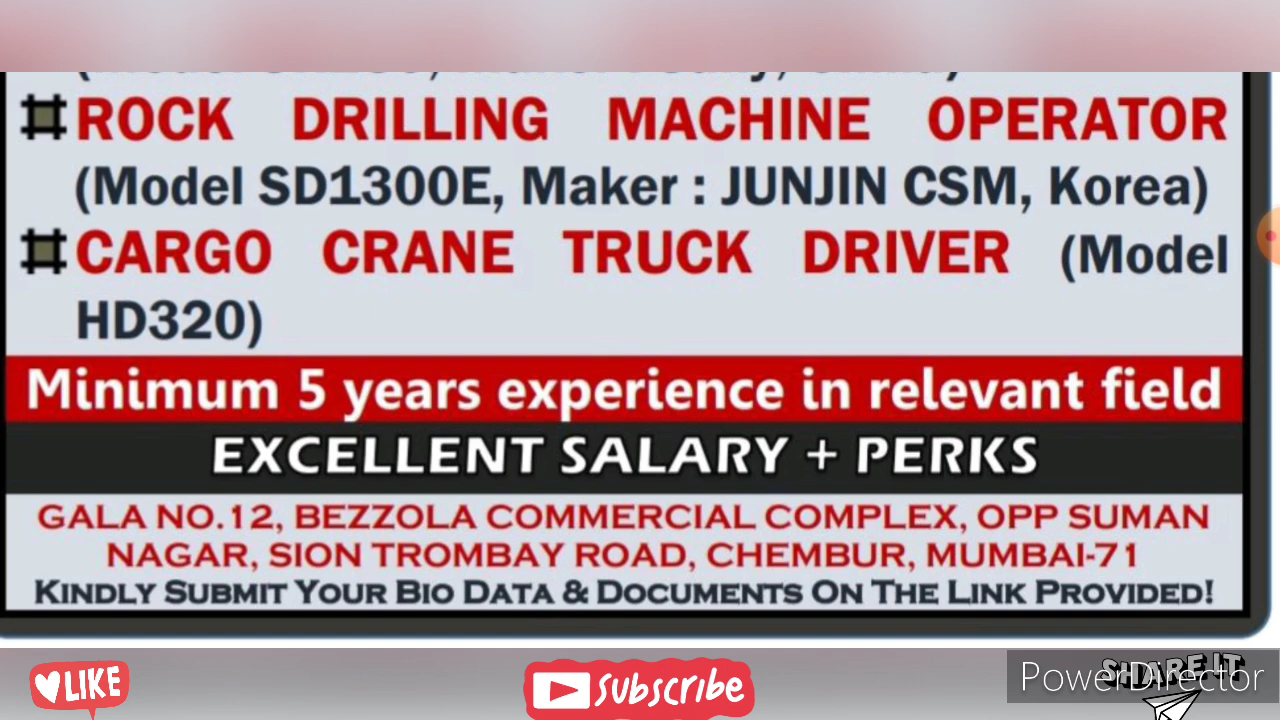 ROCK DRILLING MACHINE OPERATOR
(Model SD1300E, Maker : JUNJIN CSM, Korea)
CARGO CRANE TRUCK DRIVER (Model
HD320)
Minimum 5 years experience in relevant field
EXCELLENT SALARY + PERKS
GALA NO.12, BEZZOLA COMMERCIAL COMPLEX, OPP SUMAN
NAGAR, SION TROMBAY ROAD, CHEMBUR, MUMBAI-71
KINDLY SUBMIT YOUR BIO DATA & DOCUMENTS ON THE LINK PROVIDED!
LIKE
Subscribe
SHARE IT
PowerDirector